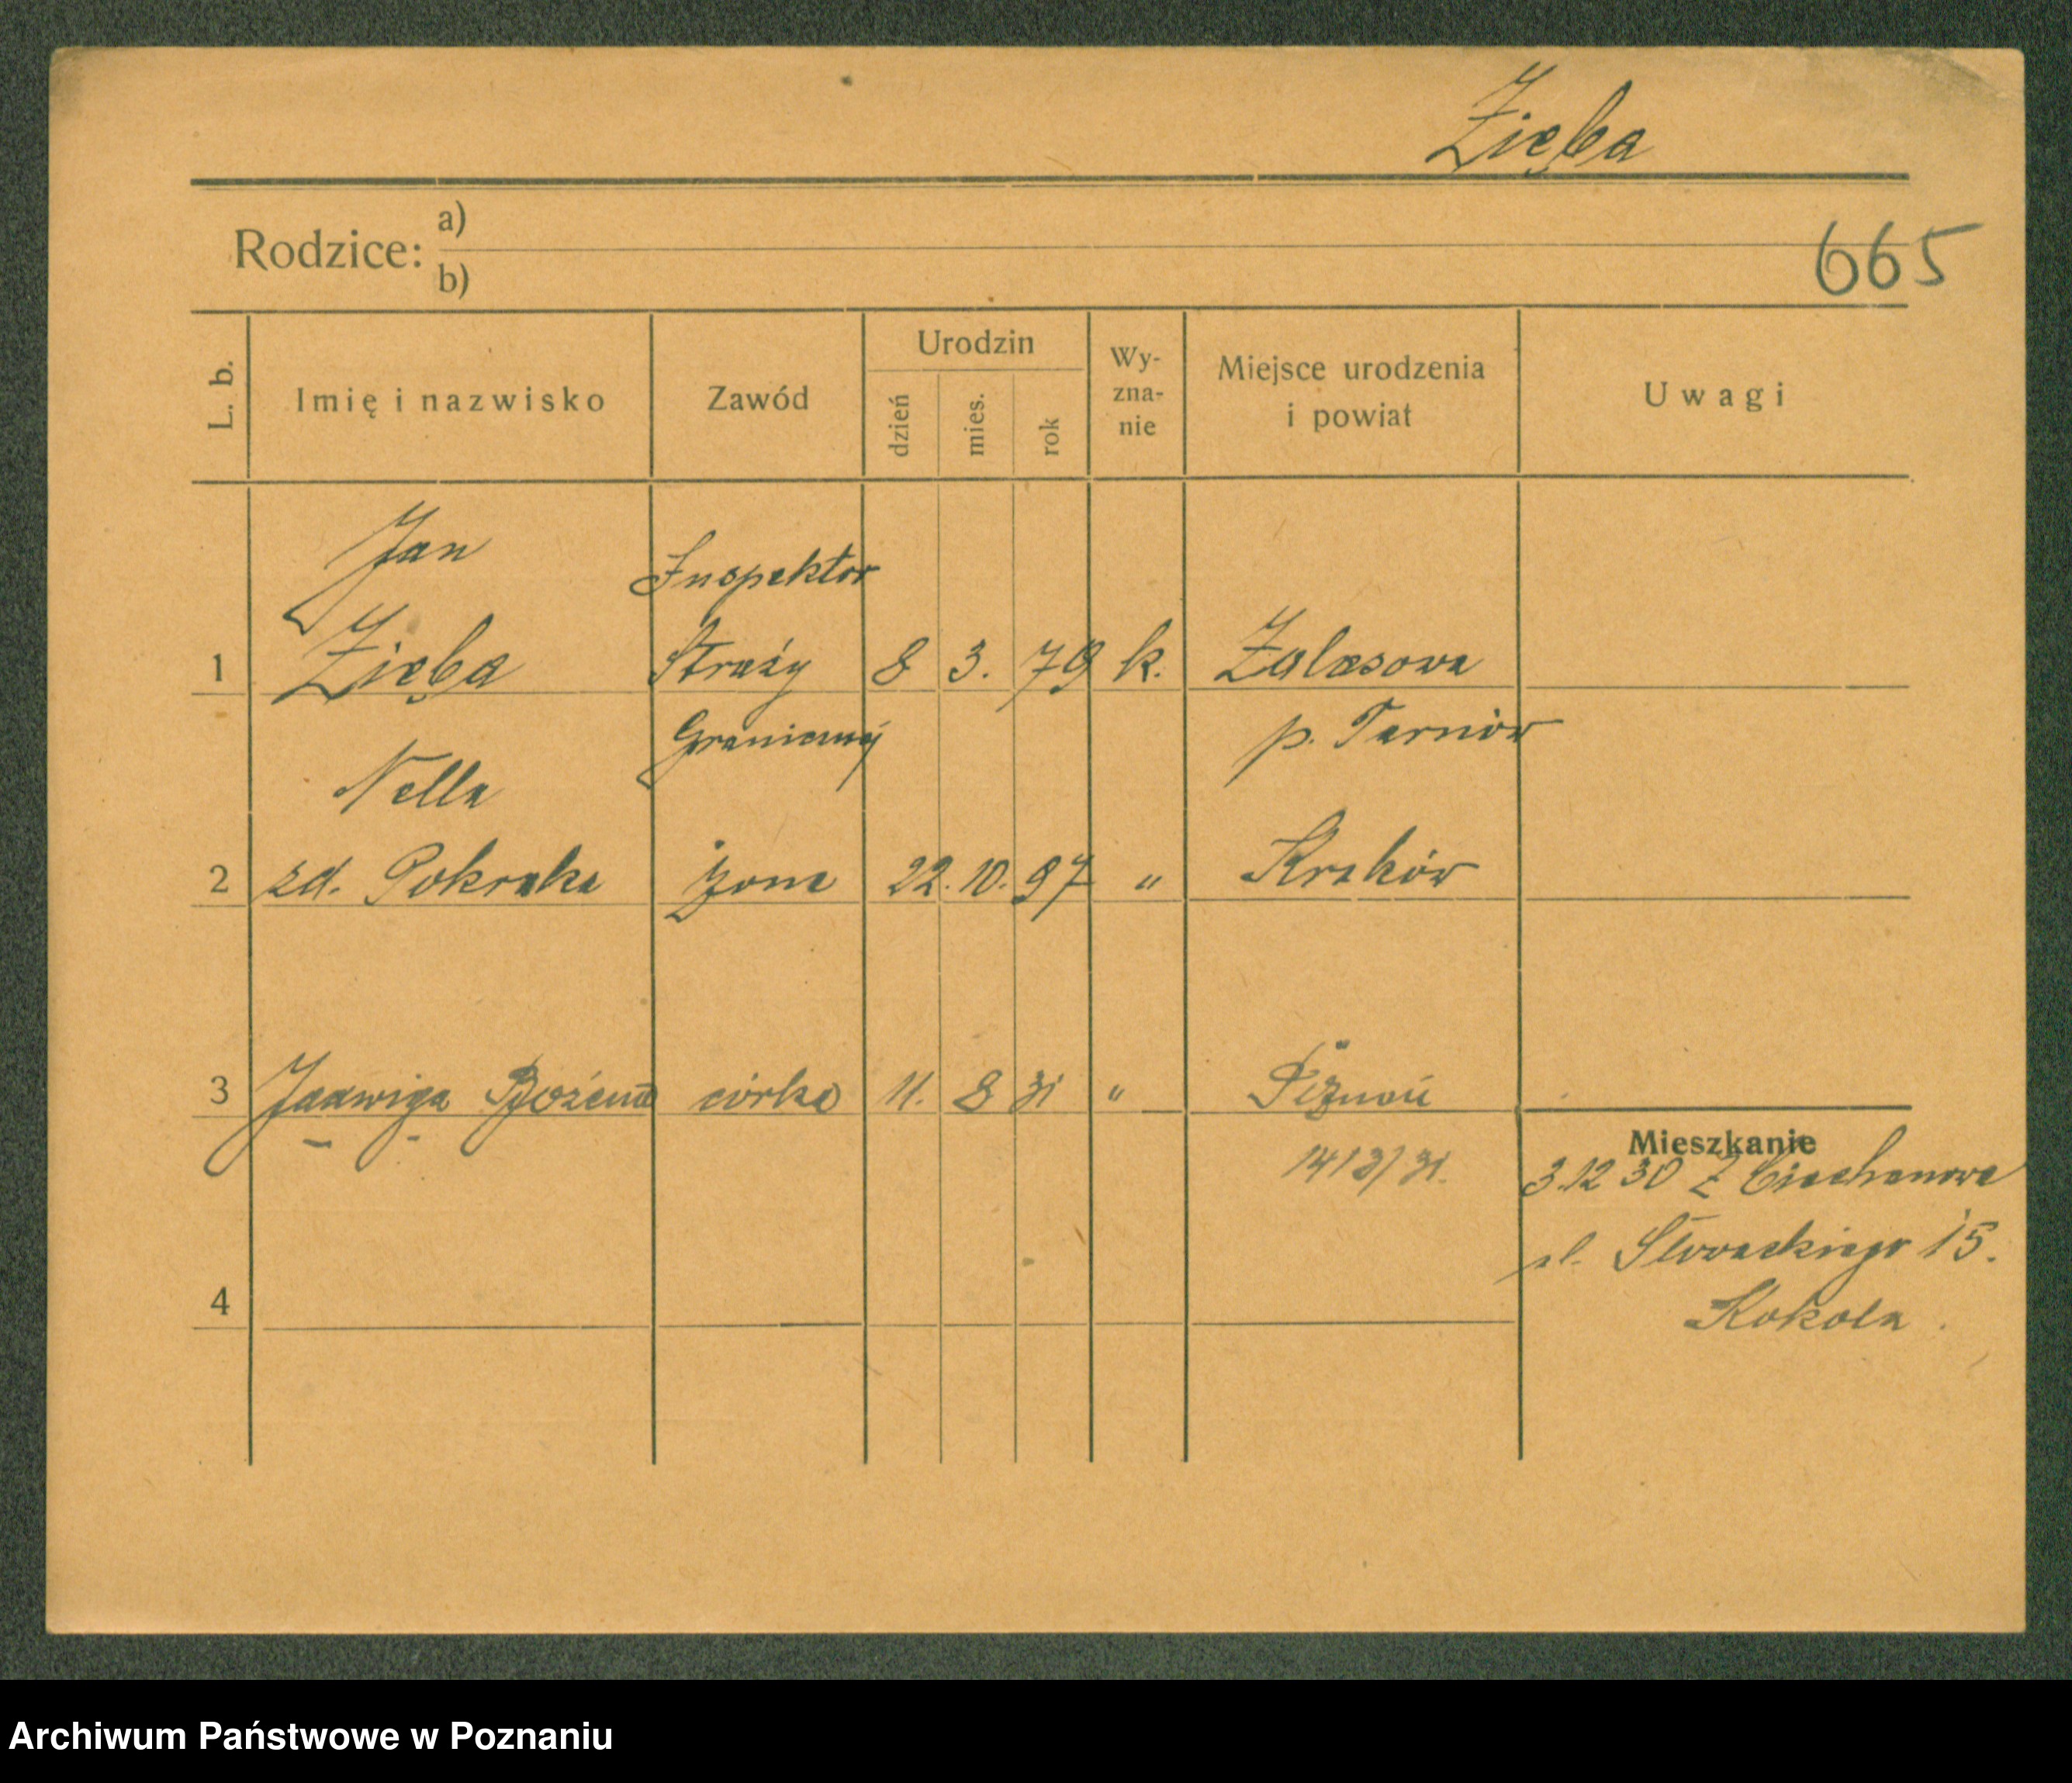 Zięba
Rodzice: a)
b)
665
L. b. Imię i nazwisko Zawód Urodzin dzień mies. rok Wy-zna-nie Miejsce urodzenia i powiat Uwagi
Jan Inspektor
1 Zięba Straży 8 3. 79 k. Zalasowa
Granicznej p. Tarnów
Nella
2 zd. Pokraka żona 22. 10. 97 " Kraków
3 Jadwiga Bożena córka 11. 8 31 " Poznań
Mieszkanie
1413/31. 3.12 30 z Ciechanowa
ul. Słowackiego 15.
4 Kokola.
Archiwum Państwowe w Poznaniu